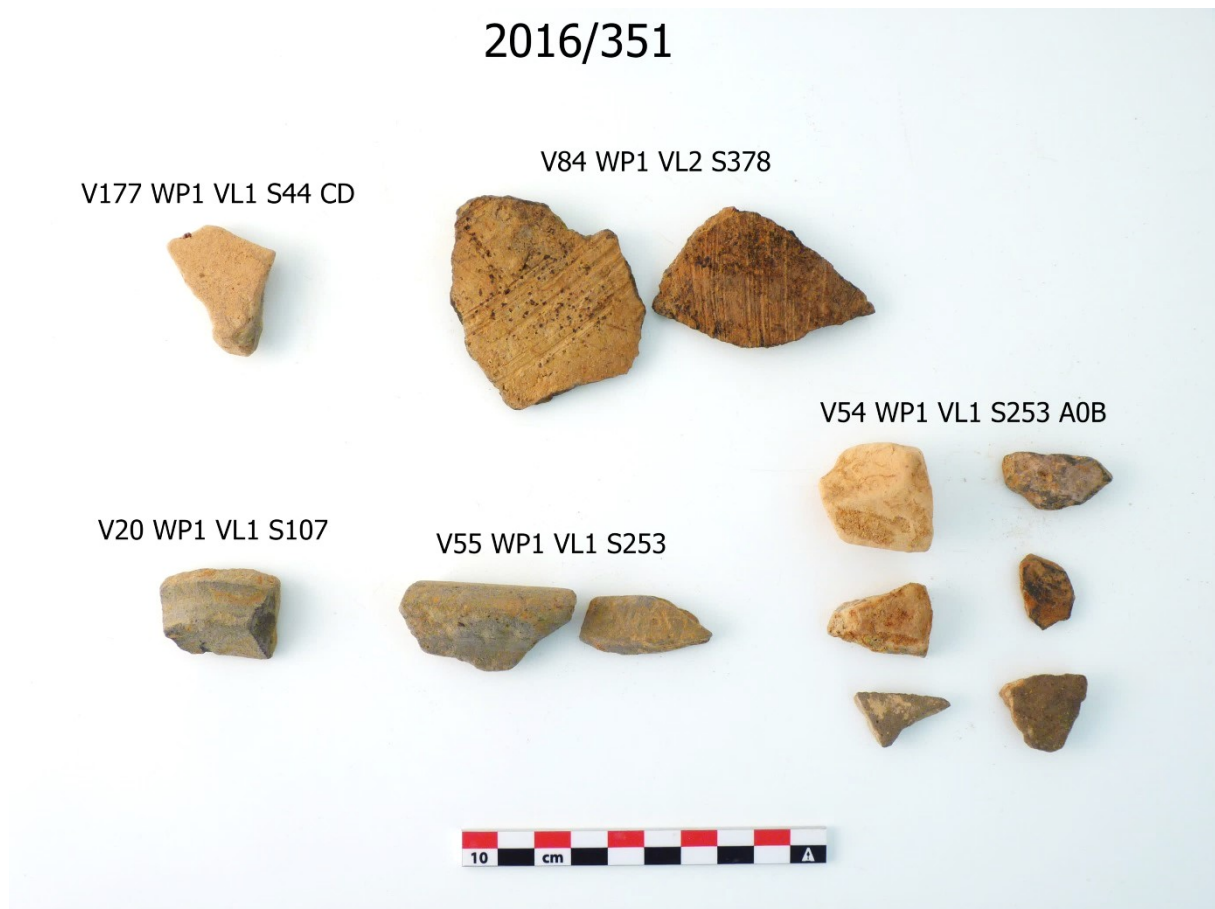 2016/351
V84 WP1 VL2 S378
V177 WP1 VL1 S44 CD
V54 WP1 VL1 S253 A0B
V20 WP1 VL1 S107
V55 WP1 VL1 S253
10 cm